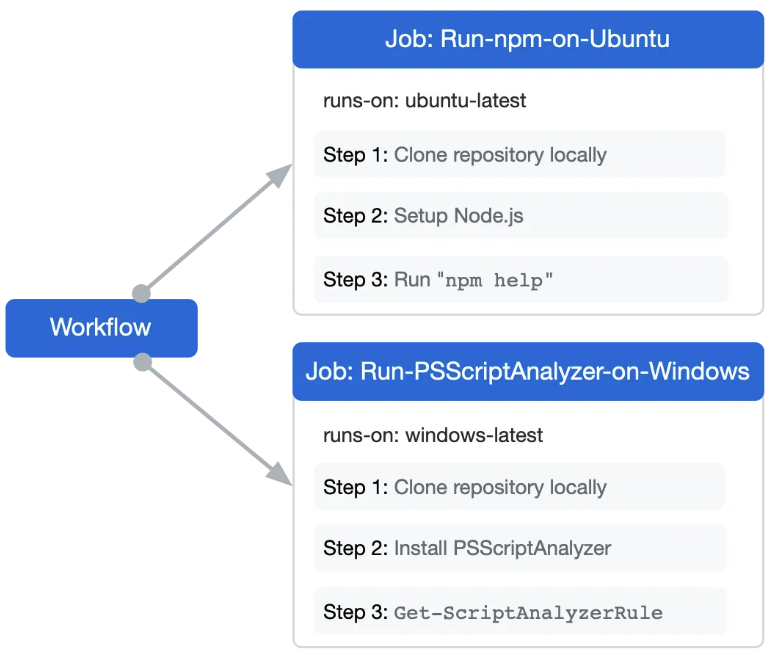 Job: Run-npm-on-Ubuntu
runs-on: ubuntu-latest
Step 1: Clone repository locally
Step 2: Setup Node.js
Step 3: Run "npm help"
Workflow
Job: Run-PSScriptAnalyzer-on-Windows
runs-on: windows-latest
Step 1: Clone repository locally
Step 2: Install PSScriptAnalyzer
Step 3: Get-ScriptAnalyzerRule